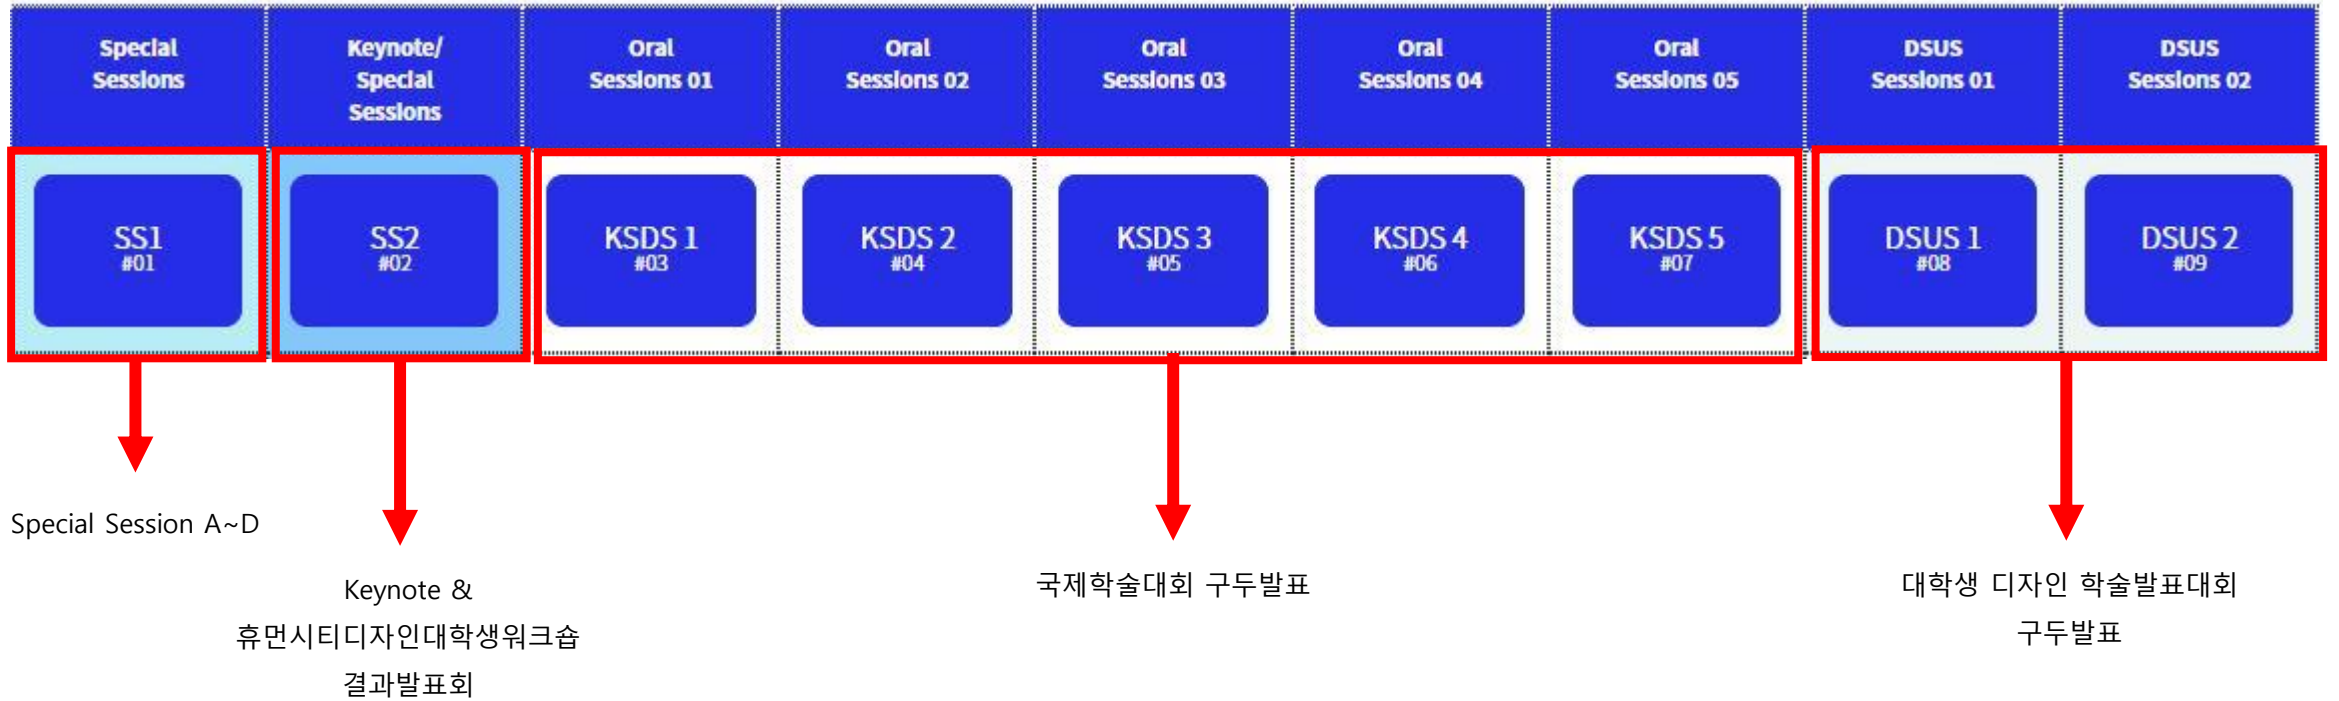 Special
Sessions
Keynote/
Special
Sessions
Oral
Sessions 01
Oral
Sessions 02
Oral
Sessions 03
Oral
Sessions 04
Oral
Sessions 05
DSUS
Sessions 01
DSUS
Sessions 02
SS1
#01
SS2
#02
KSDS 1
#03
KSDS 2
#04
KSDS 3
#05
KSDS 4
#06
KSDS 5
#07
DSUS 1
#08
DSUS 2
#09
Special Session A~D
Keynote &
휴먼시티디자인대학생워크숍
결과발표회
국제학술대회 구두발표
대학생 디자인 학술발표대회
구두발표